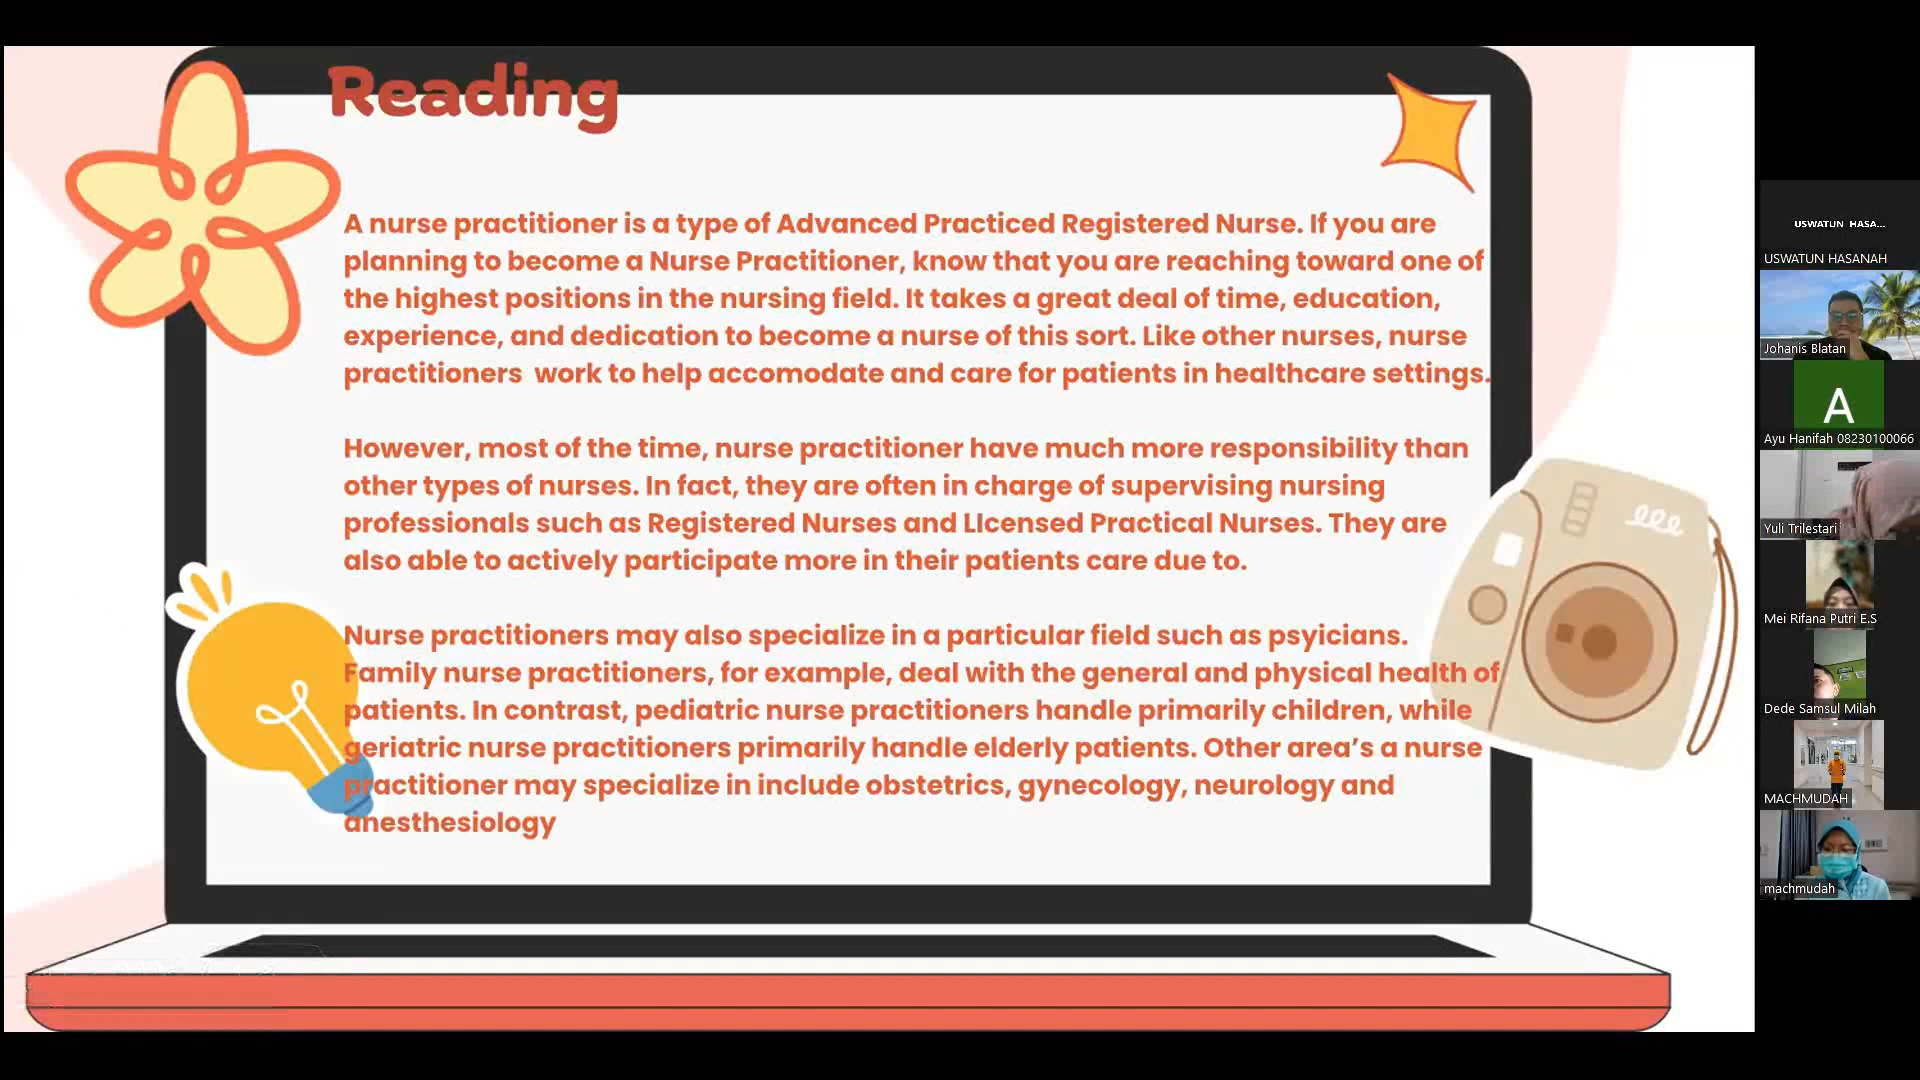 Reading
A nurse practitioner is a type of Advanced Practiced Registered Nurse. If you are
planning to become a Nurse Practitioner, know that you are reaching toward one of
the highest positions in the nursing field. It takes a great deal of time, education,
experience, and dedication to become a nurse of this sort. Like other nurses, nurse
practitioners  work to help accomodate and care for patients in healthcare settings.
However, most of the time, nurse practitioner have much more responsibility than
other types of nurses. In fact, they are often in charge of supervising nursing
professionals such as Registered Nurses and LIcensed Practical Nurses. They are
also able to actively participate more in their patients care due to.
Nurse practitioners may also specialize in a particular field such as psyicians.
Family nurse practitioners, for example, deal with the general and physical health of
patients. In contrast, pediatric nurse practitioners handle primarily children, while
geriatric nurse practitioners primarily handle elderly patients. Other area’s a nurse
practitioner may specialize in include obstetrics, gynecology, neurology and
anesthesiology
USWATUN HASA...
USWATUN HASANAH
Johanis Blatan
A
Ayu Hanifah 08230100066
Yuli Trilestari
Mei Rifana Putri E.S
Dede Samsul Milah
MACHMUDAH
machmudah